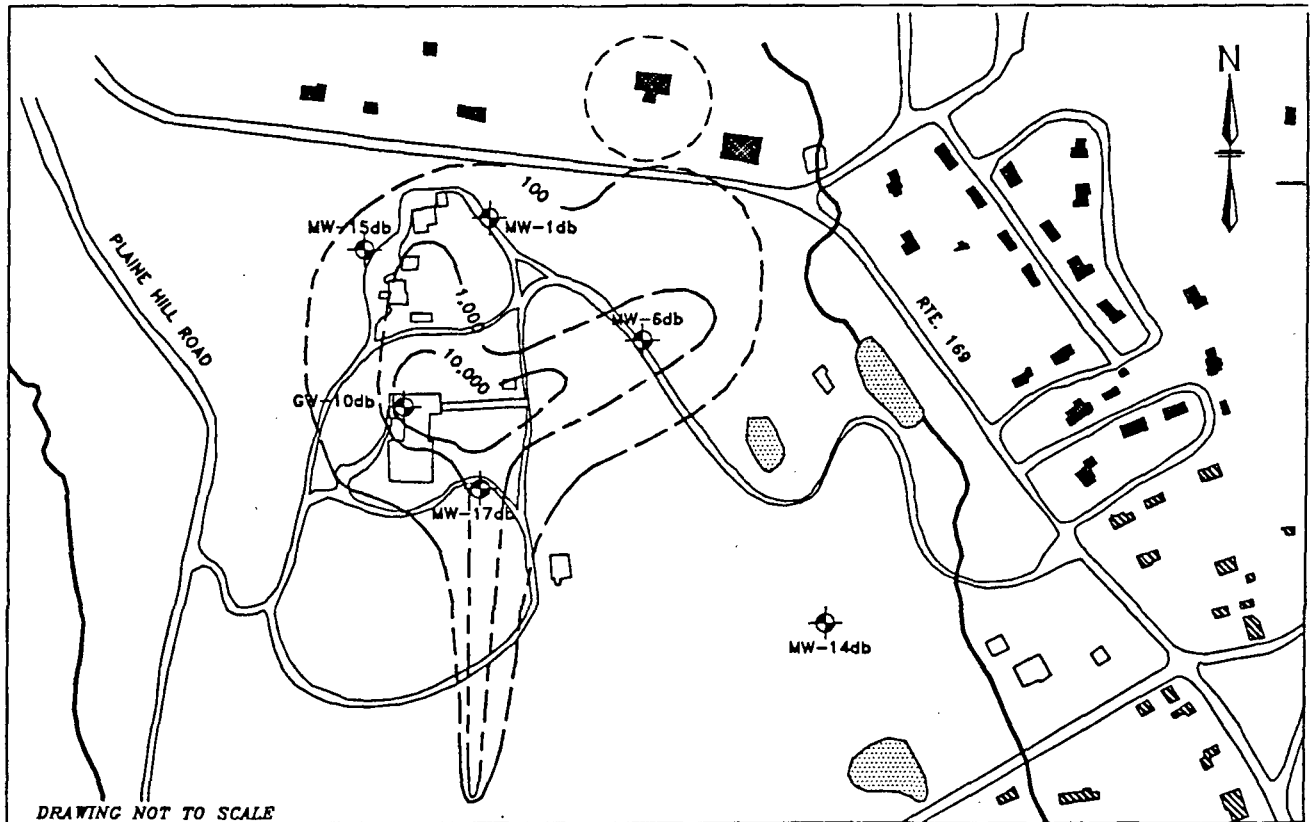 N
100
MW-15db
MW-1db
PLAINE HILL ROAD
1,000
RTE. 169
MW-6db
10,000
GW-10db
MW-17db
MW-14db
DRAWING NOT TO SCALE